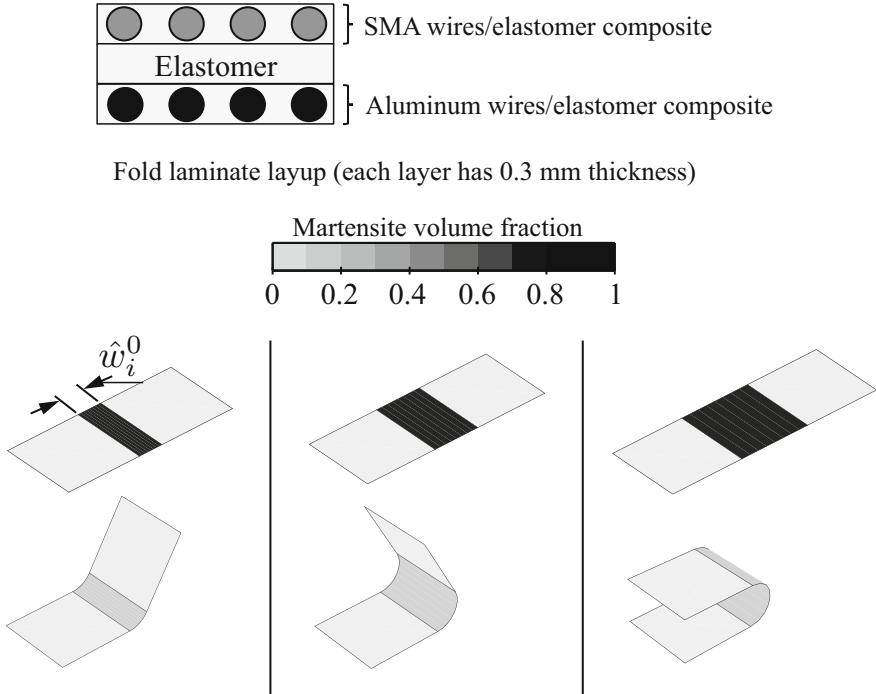 SMA wires/elastomer composite
Elastomer
Aluminum wires/elastomer composite
Fold laminate layup (each layer has 0.3 mm thickness)
Martensite volume fraction
0 0.2 0.4 0.6 0.8 1
ŵᵢ⁰